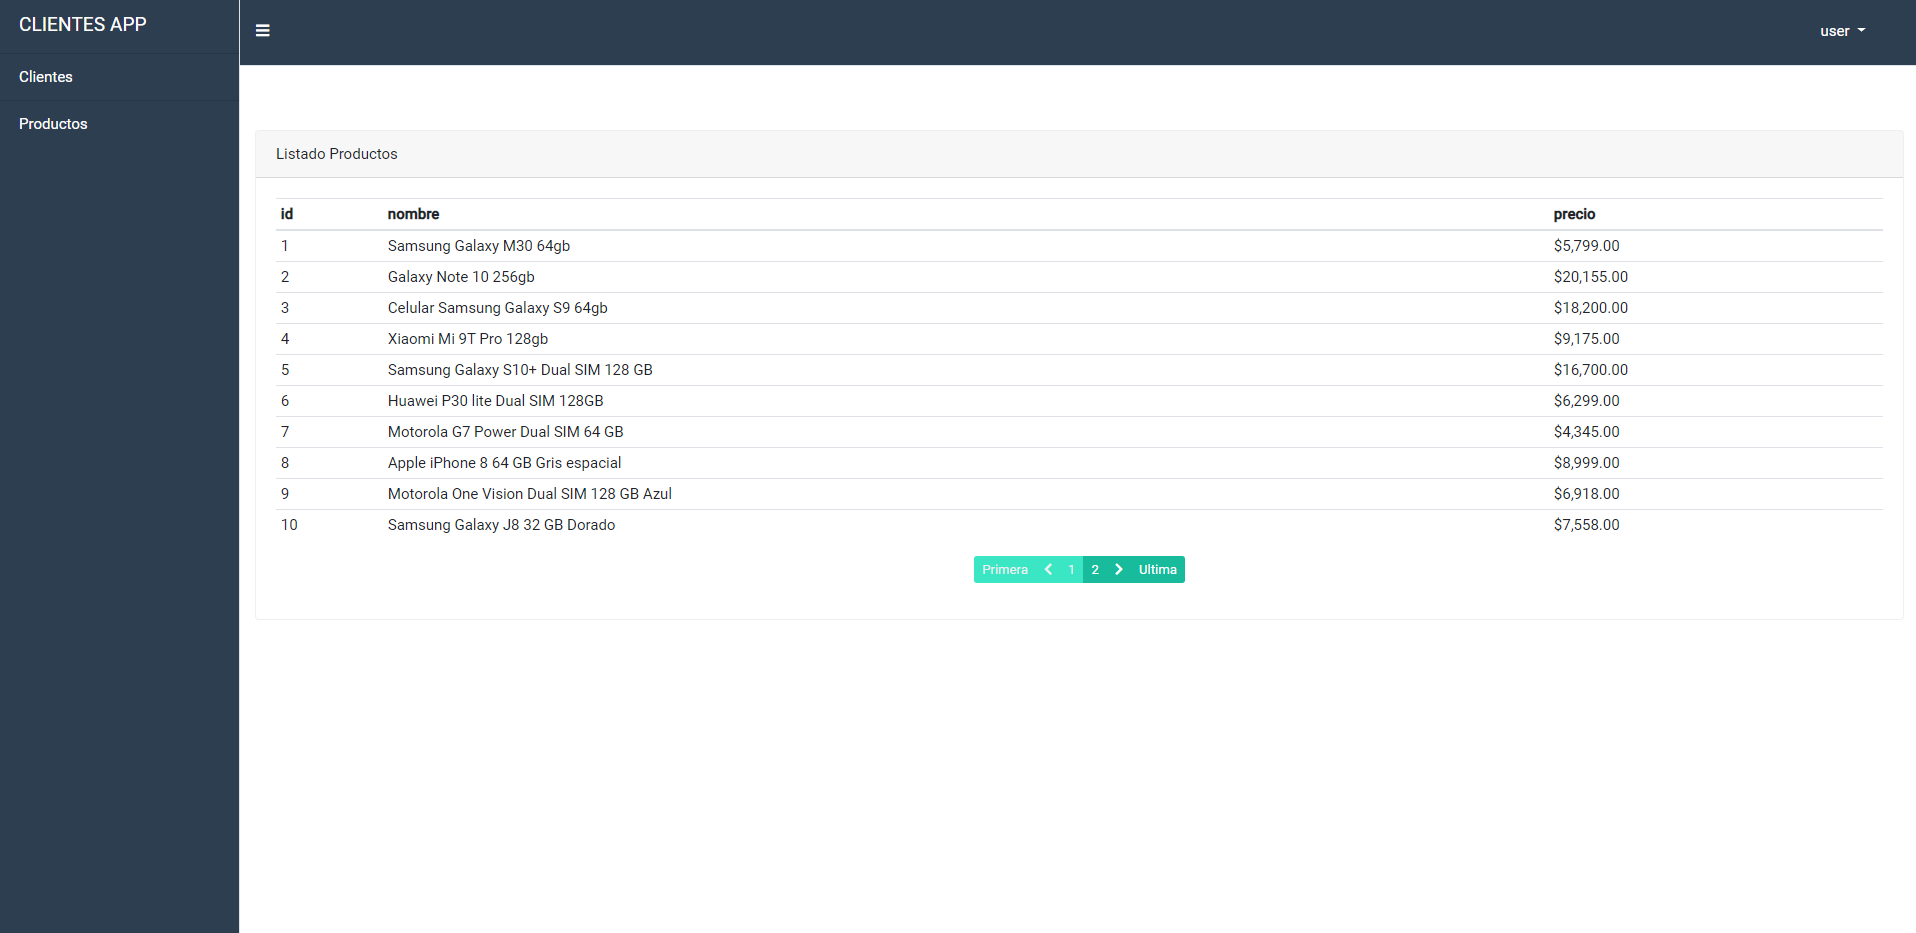 CLIENTES APP
user
Clientes
Productos
Listado Productos
id nombre precio
1 Samsung Galaxy M30 64gb $5,799.00
2 Galaxy Note 10 256gb $20,155.00
3 Celular Samsung Galaxy S9 64gb $18,200.00
4 Xiaomi Mi 9T Pro 128gb $9,175.00
5 Samsung Galaxy S10+ Dual SIM 128 GB $16,700.00
6 Huawei P30 lite Dual SIM 128GB $6,299.00
7 Motorola G7 Power Dual SIM 64 GB $4,345.00
8 Apple iPhone 8 64 GB Gris espacial $8,999.00
9 Motorola One Vision Dual SIM 128 GB Azul $6,918.00
10 Samsung Galaxy J8 32 GB Dorado $7,558.00
Primera 1 2 Ultima